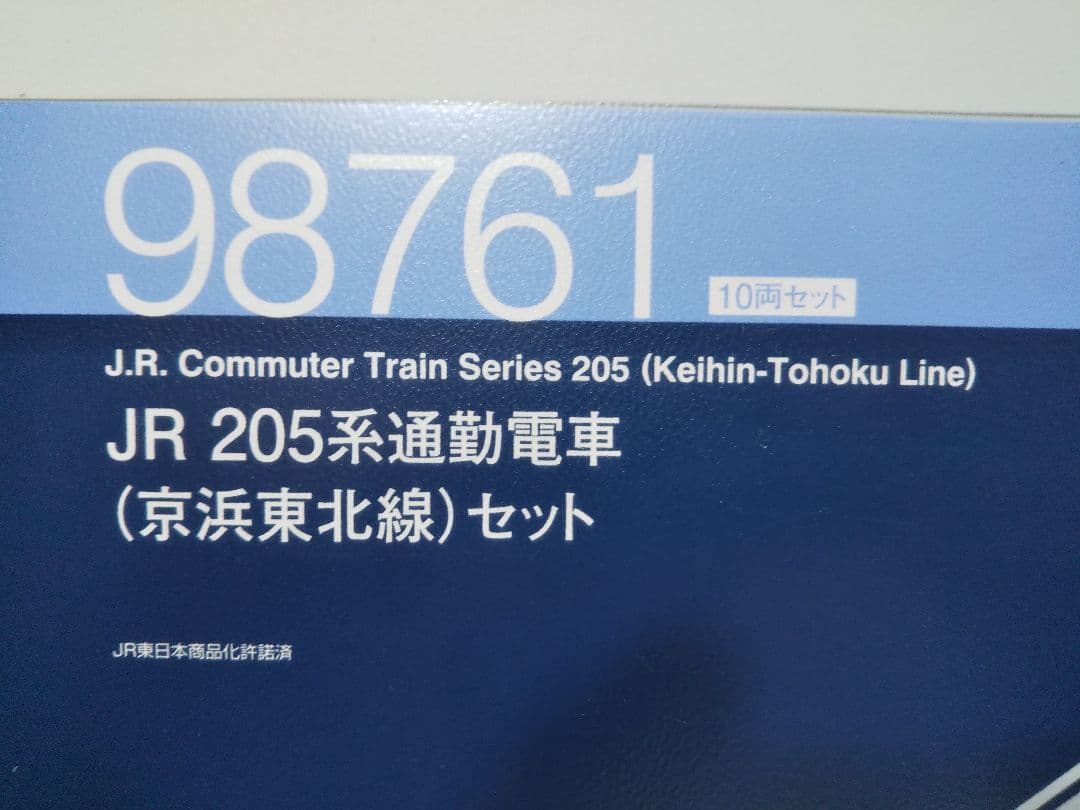 98761 10両セット
J.R. Commuter Train Series 205 (Keihin-Tohoku Line)
JR 205系通勤電車
(京浜東北線)セット
JR東日本商品化許諾済